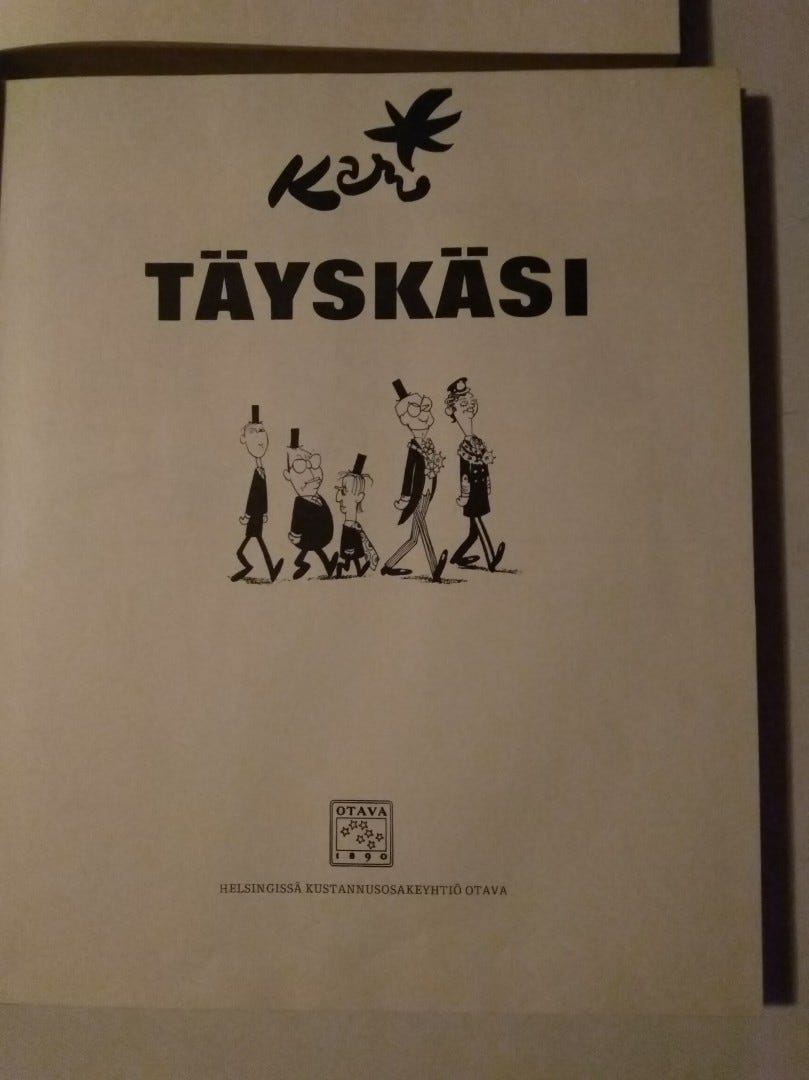 Kari
TÄYSKÄSI
OTAVA
1890
HELSINGISSÄ KUSTANNUSOSAKEYHTIÖ OTAVA